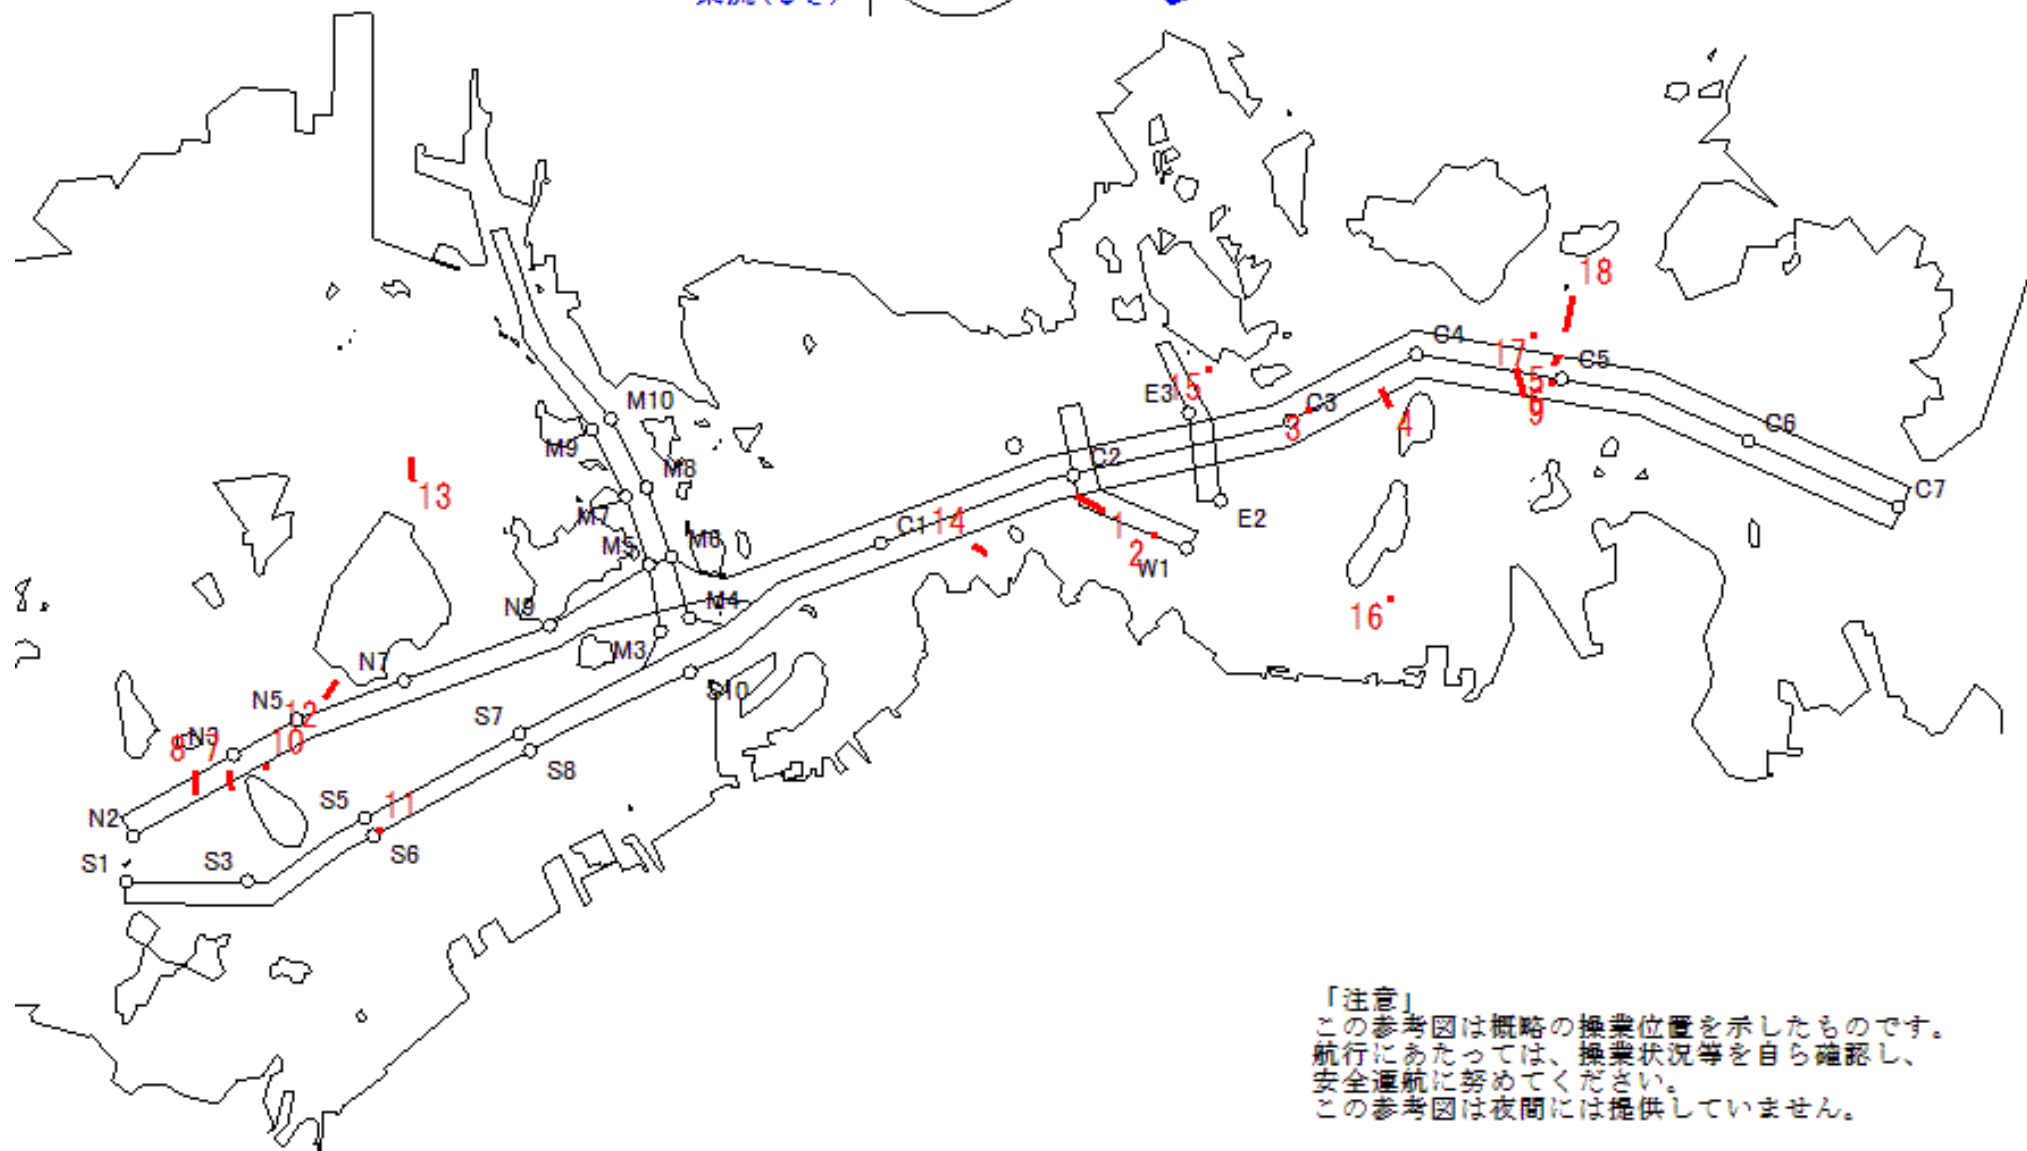 18
C4
17
C5
5
6
9
E3
15
C3
3
4
M10
C6
M9
C2
M8
13
C7
M7
C1
14
1
E2
M5
M6
2
W1
N9
M4
16
M3
N7
S10
N5
12
S7
8
N3
7
10
S8
S5
11
N2
S6
S1
S3
「注意」
この参考図は概略の操業位置を示したものです。
航行にあたっては、操業状況等を自ら確認し、
安全運航に努めてください。
この参考図は夜間には提供していません。